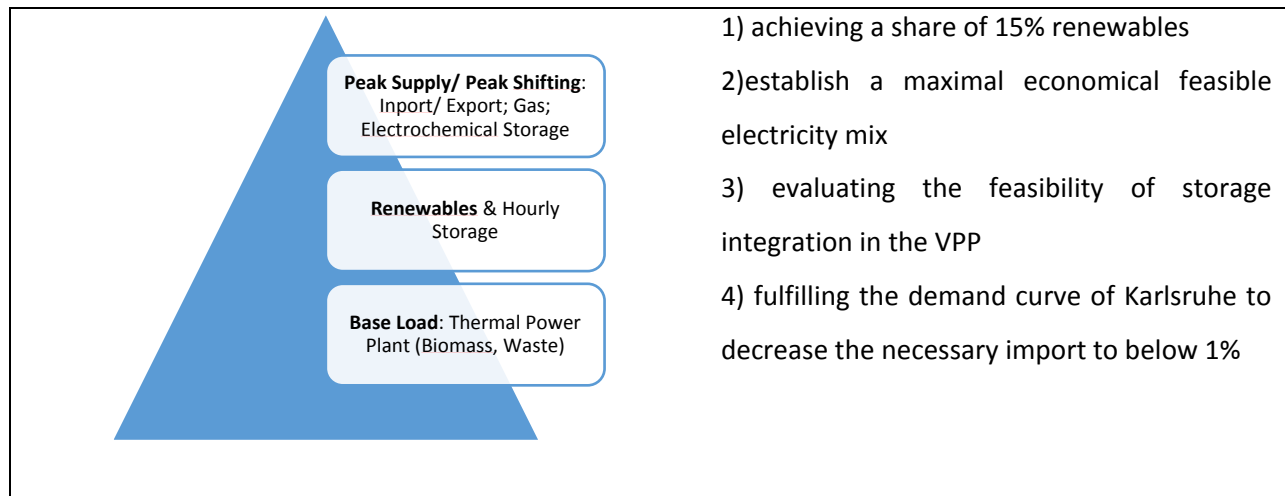 Peak Supply/ Peak Shifting:
Inport/ Export; Gas;
Electrochemical Storage
Renewables & Hourly
Storage
Base Load: Thermal Power
Plant (Biomass, Waste)
1) achieving a share of 15% renewables
2)establish a maximal economical feasible
electricity mix
3) evaluating the feasibility of storage
integration in the VPP
4) fulfilling the demand curve of Karlsruhe to
decrease the necessary import to below 1%